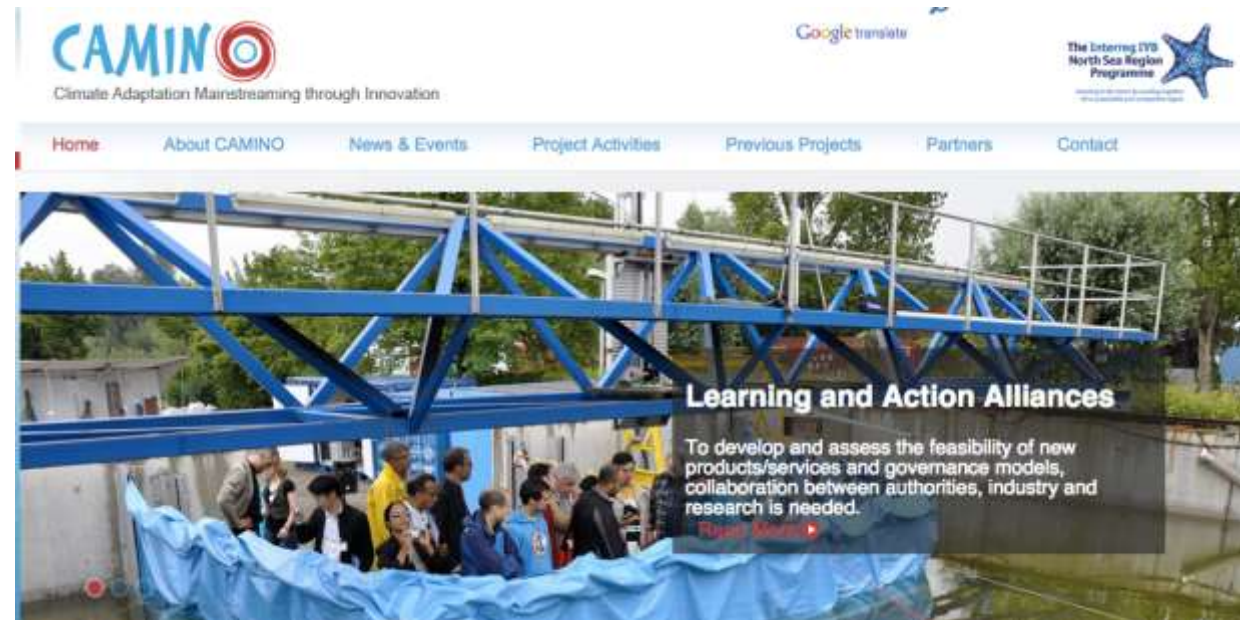 CAMINO
Climate Adaptation Mainstreaming through Innovation
Google translate
The Interreg IVB
North Sea Region
Programme
Home About CAMINO News & Events Project Activities Previous Projects Partners Contact
Learning and Action Alliances
To develop and assess the feasibility of new
products/services and governance models,
collaboration between authorities, industry and
research is needed.
Read More